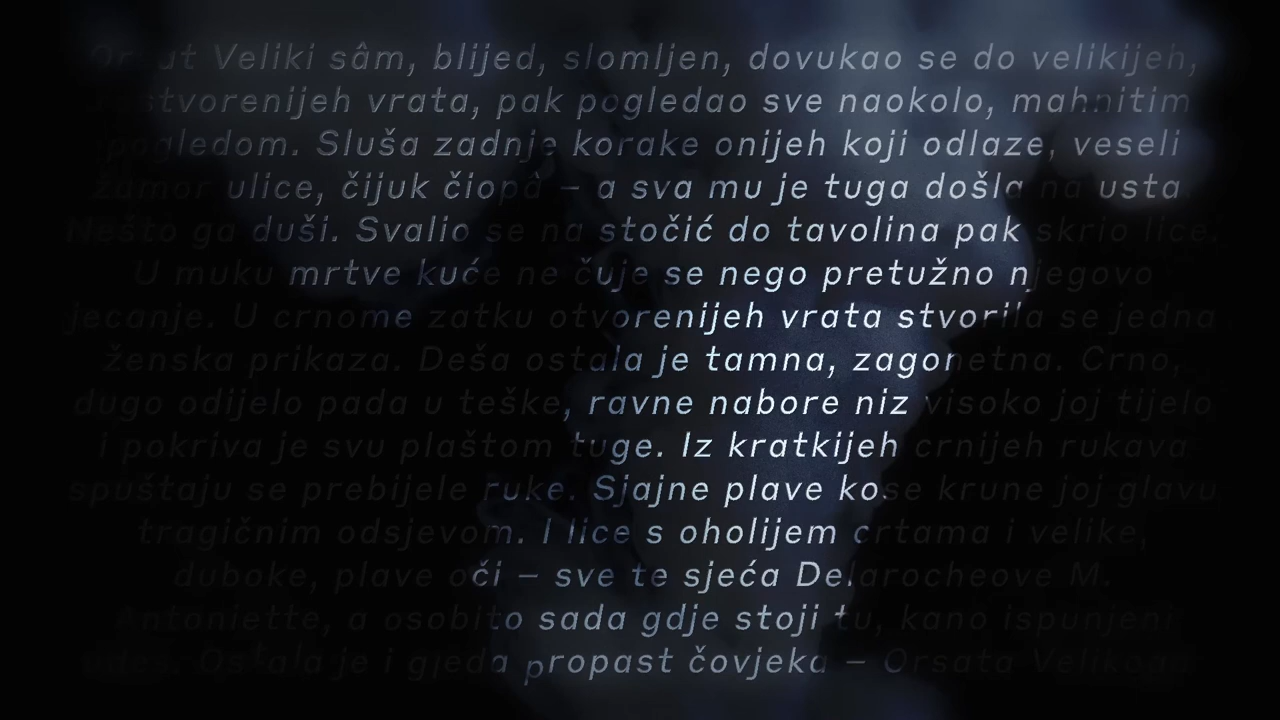 Orsat Veliki sâm, blijed, slomljen, dovukao se do velikijeh,
stvorenijeh vrata, pak pogledao sve naokolo, mahnitim
pogledom. Sluša zadnje korake onijeh koji odlaze, veseli
žamor ulice, čijuk čiopâ – a sva mu je tuga došla na usta.
Nešto ga duši. Svalio se na stočić do tavolina pak skrio lice.
U muku mrtve kuće ne čuje se nego pretužno njegovo
jecanje. U crnome zatku otvorenijeh vrata stvorila se jedna
ženska prikaza. Deša ostala je tamna, zagonetna. Crno,
dugo odijelo pada u teške, ravne nabore niz visoko joj tijelo
i pokriva je svu plaštom tuge. Iz kratkijeh crnijeh rukava
spuštaju se prebijele ruke. Sjajne plave kose krune joj glavu
tragičnim odsjevom. I lice s oholijem crtama i velike,
duboke, plave oči – sve te sjeća Delarocheove M.
Antoniette, a osobito sada gdje stoji tu, kano ispunjeni
udes. Ostala je i gjeda propast čovjeka – Orsata Velikoga: